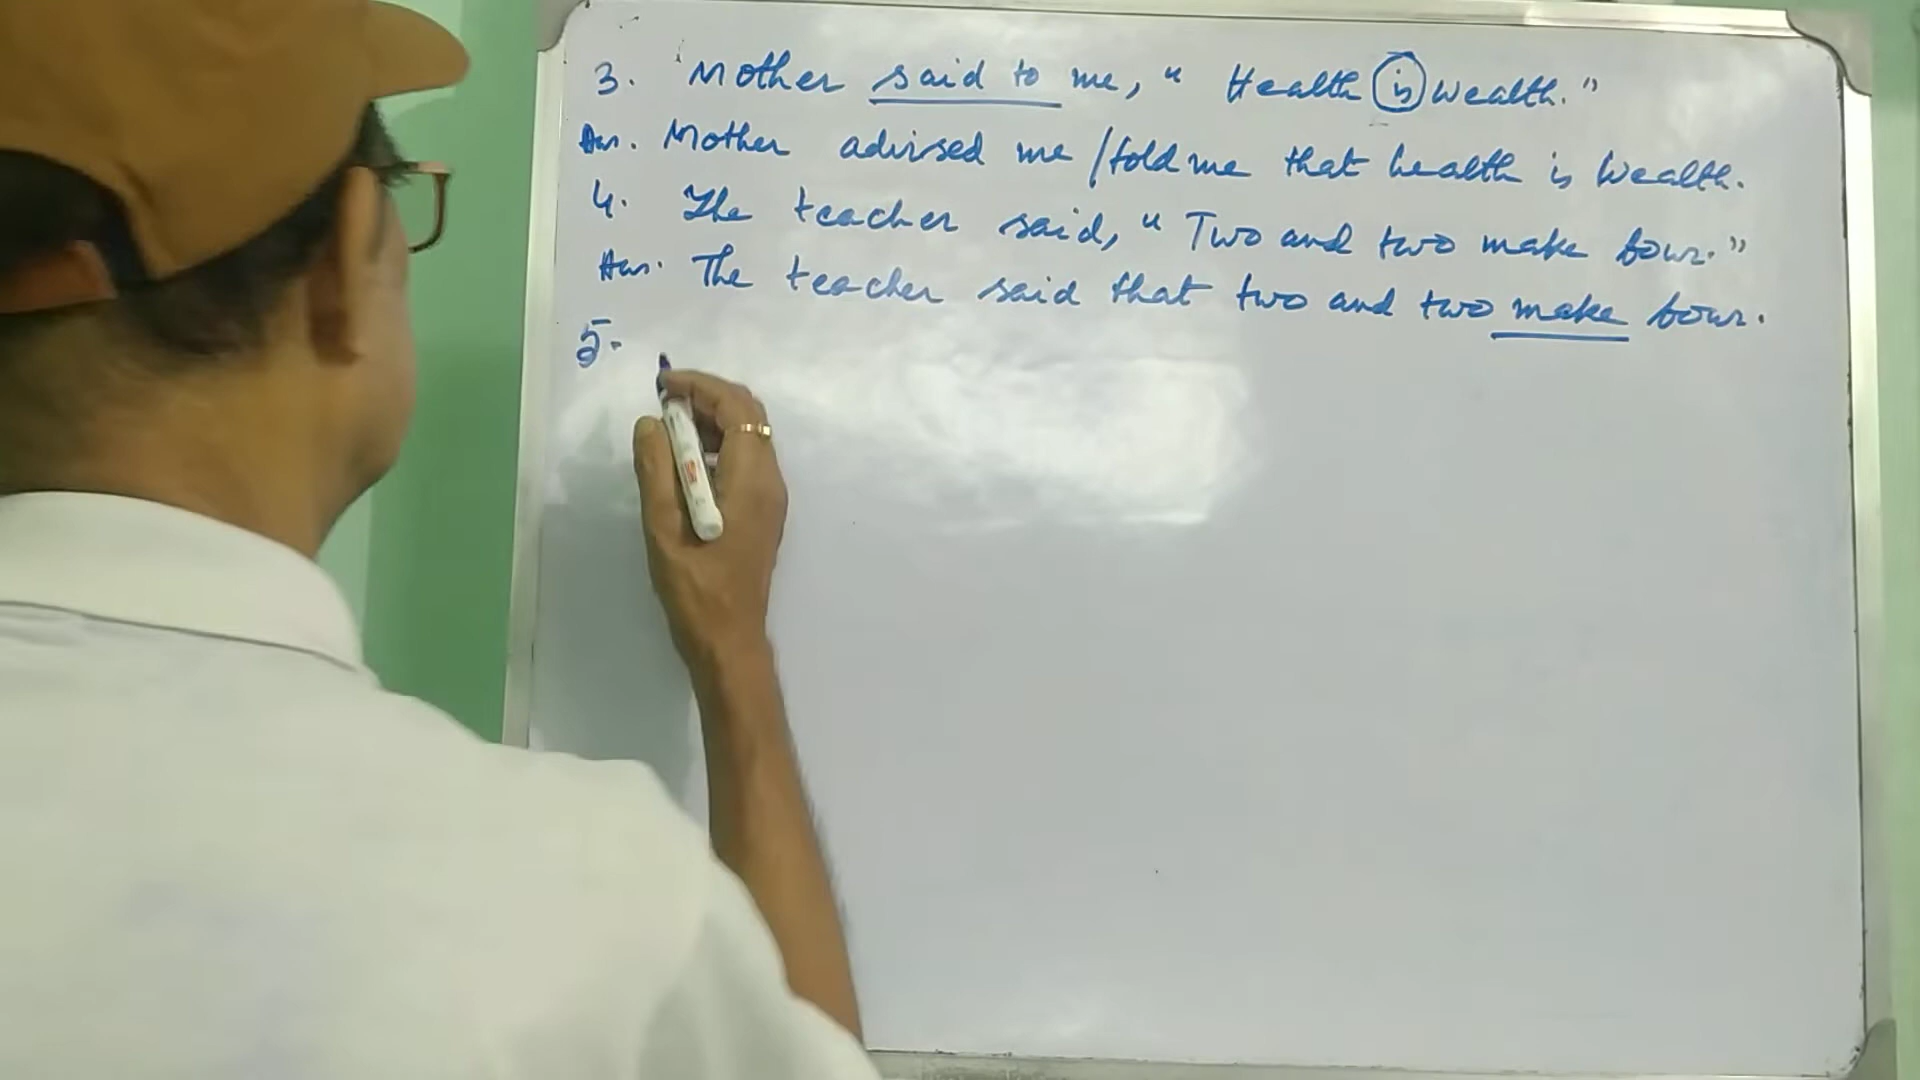 3. Mother said to me, " Health is wealth."
Ans. Mother advised me / told me that health is wealth.
4. The teacher said, " Two and two make four."
Ans. The teacher said that two and two make four.
5.